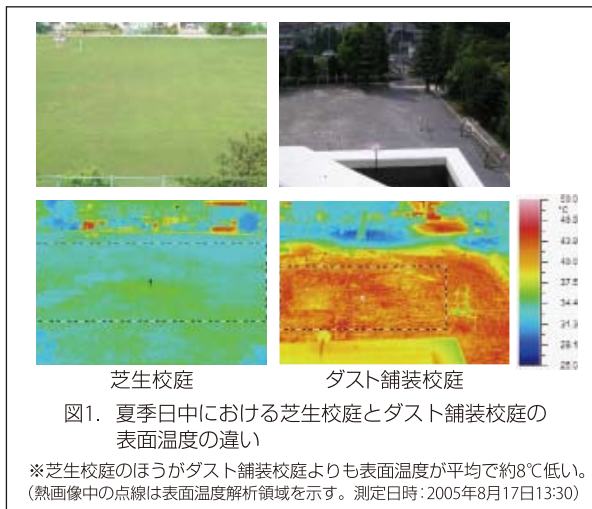 50.0
℃
芝生校庭
ダスト舗装校庭
図1. 夏季日中における芝生校庭とダスト舗装校庭の
表面温度の違い
※芝生校庭のほうがダスト舗装校庭よりも表面温度が平均で約8℃低い。
(熱画像中の点線は表面温度解析領域を示す。測定日時:2005年8月17日13:30)